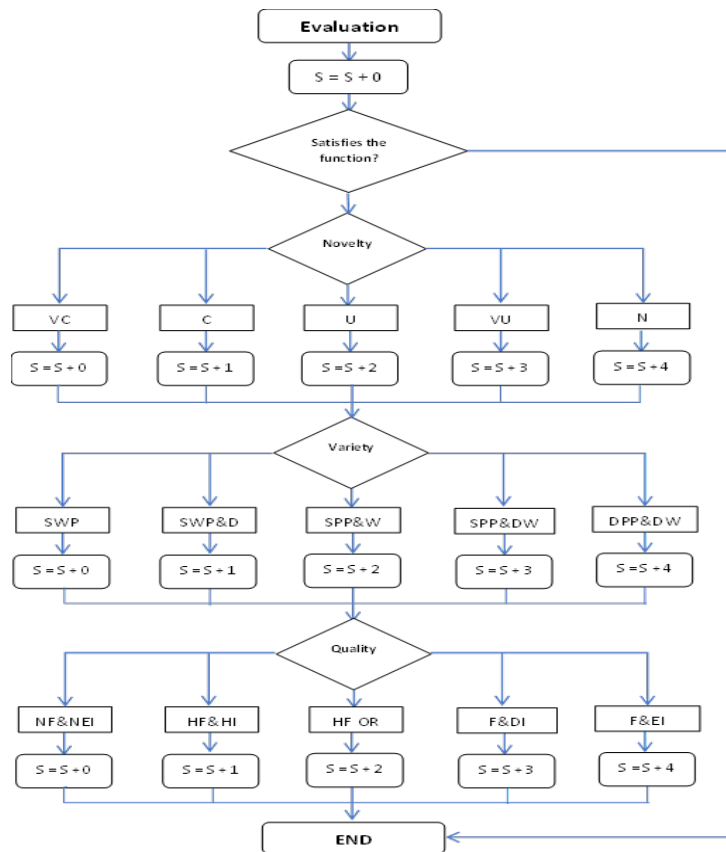 Evaluation
S = S + 0
Satisfies the
function?
Novelty
VC
C
U
VU
N
S = S + 0
S = S + 1
S = S + 2
S = S + 3
S = S + 4
Variety
SWP
SWP&D
SPP&W
SPP&DW
DPP&DW
S = S + 0
S = S + 1
S = S + 2
S = S + 3
S = S + 4
Quality
NF&NEI
HF&HI
HF OR
F&DI
F&EI
S = S + 0
S = S + 1
S = S + 2
S = S + 3
S = S + 4
END